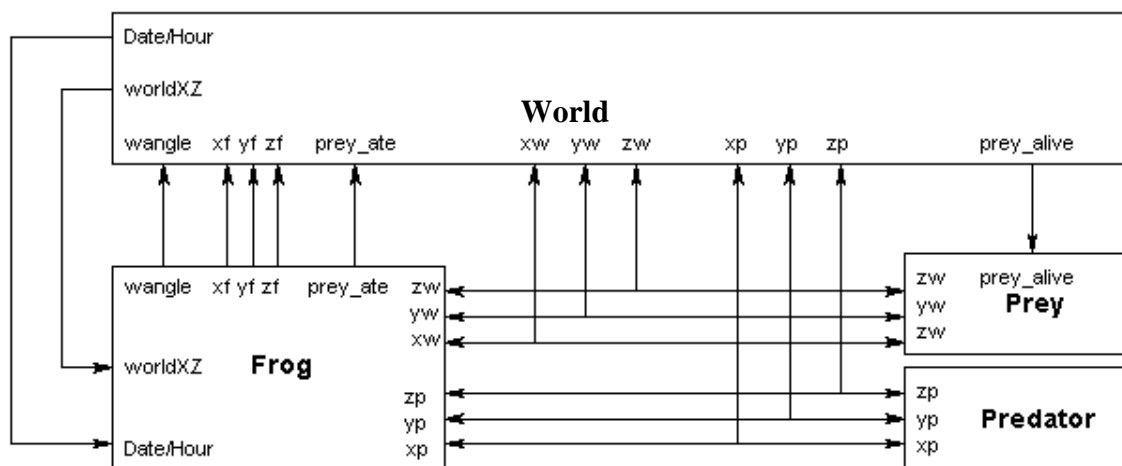 Date/Hour
worldXZ
World
wangle xf yf zf prey_ate xw yw zw xp yp zp prey_alive
wangle xf yf zf prey_ate zw
yw
xw
worldXZ Frog
zp
yp
Date/Hour xp
zw prey_alive
yw Prey
zw
zp
yp Predator
xp